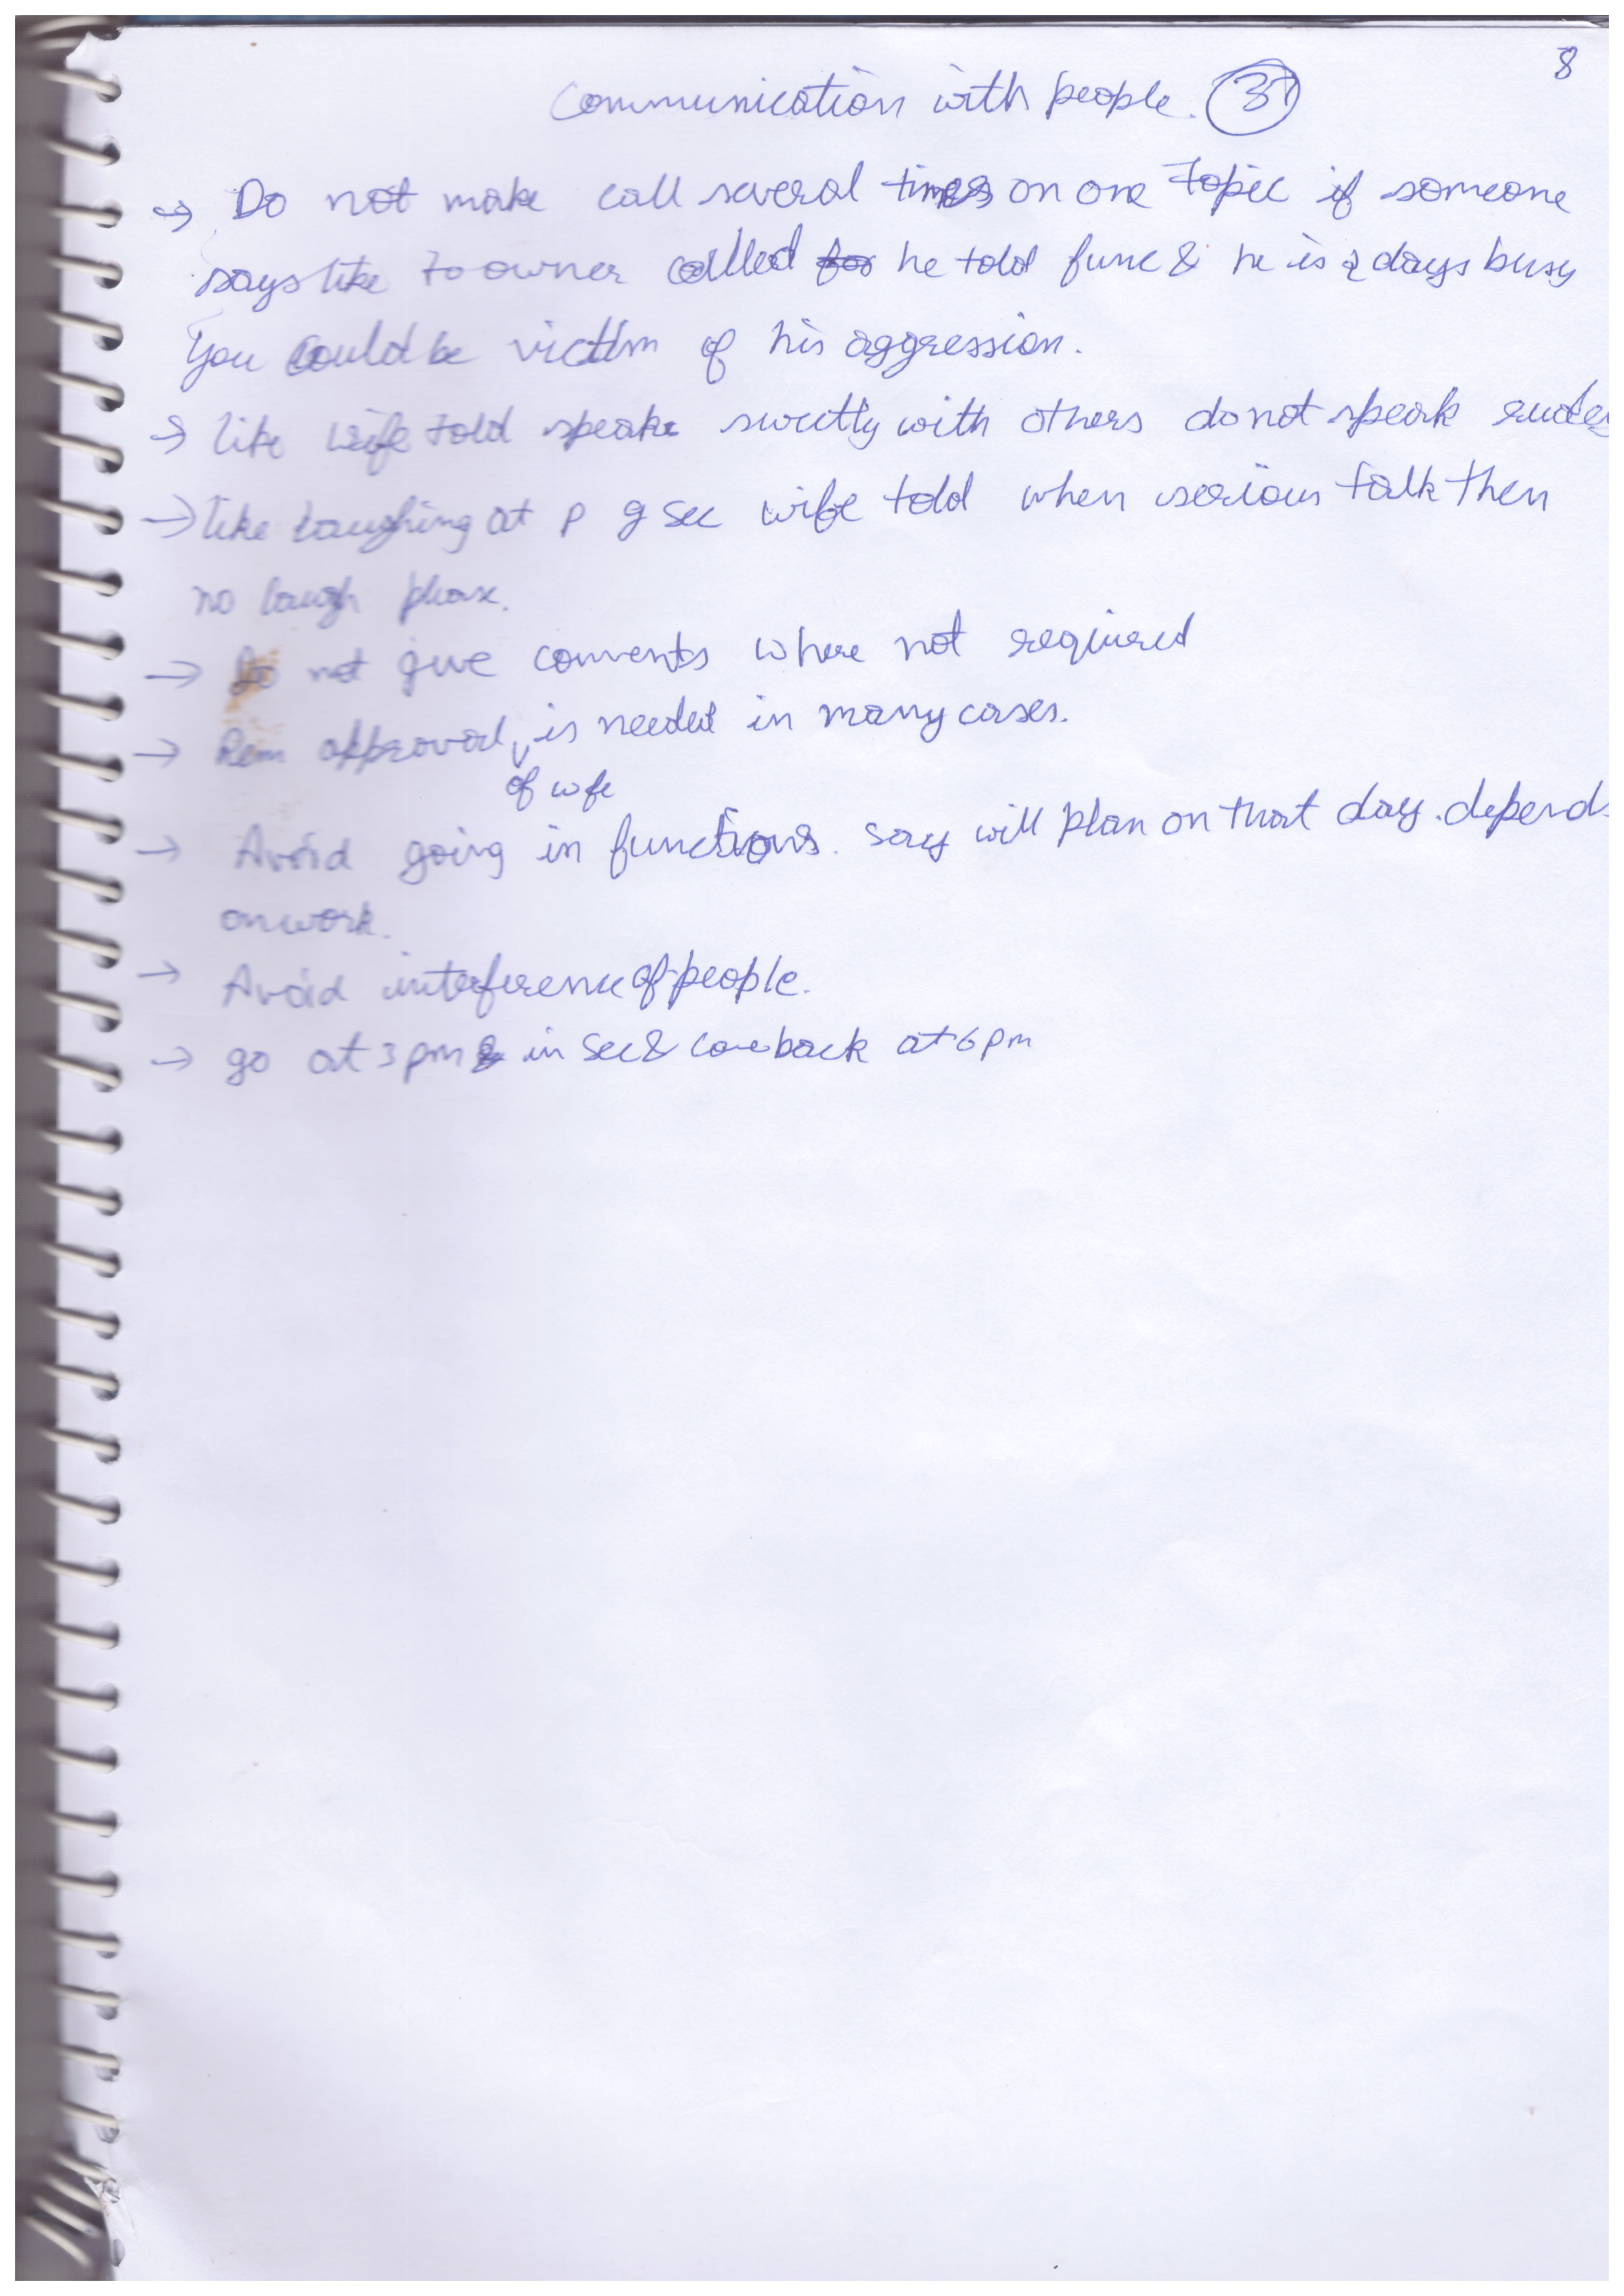 8
Communication with people. 37
→ Do not make call several times on one topic if someone
says like to owner called for he told func & he is 2 days busy
You could be victim of his aggression.
→ like wife told speak sweetly with others do not speak
→ like laughing at p g sec wife told when serious talk then
no laugh please.
→ Do not give comments where not required
→ Rem approval is needed in many cases.
of wife
→ Avoid going in functions. say will plan on that day. depends
on work.
→ Avoid interference of people.
→ go at 3 pm in sec & come back at 6 pm